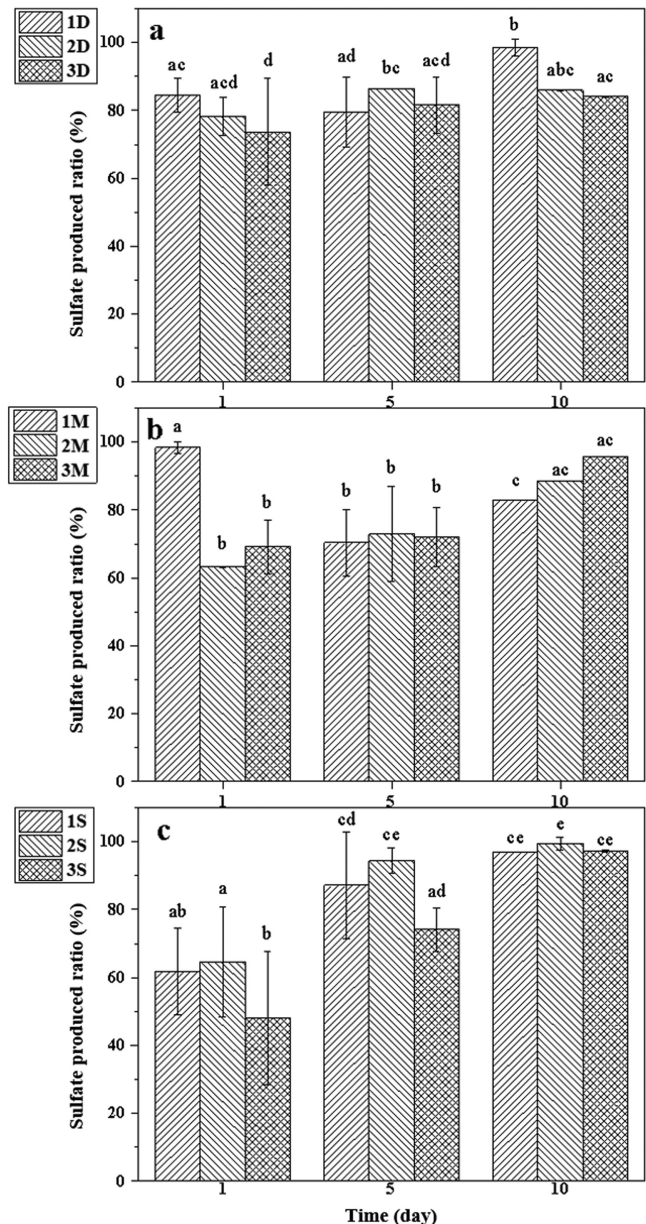 1D
2D
3D
a
ac
acd
d
ad
bc
acd
b
abc
ac
100
80
60
40
20
0
Sulfate produced ratio (%)
1
5
10
1M
2M
3M
b
a
b
b
b
b
b
c
ac
ac
100
80
60
40
20
0
Sulfate produced ratio (%)
1
5
10
1S
2S
3S
c
ab
a
b
cd
ce
ad
ce
e
ce
100
80
60
40
20
0
Sulfate produced ratio (%)
1
5
10
Time (day)